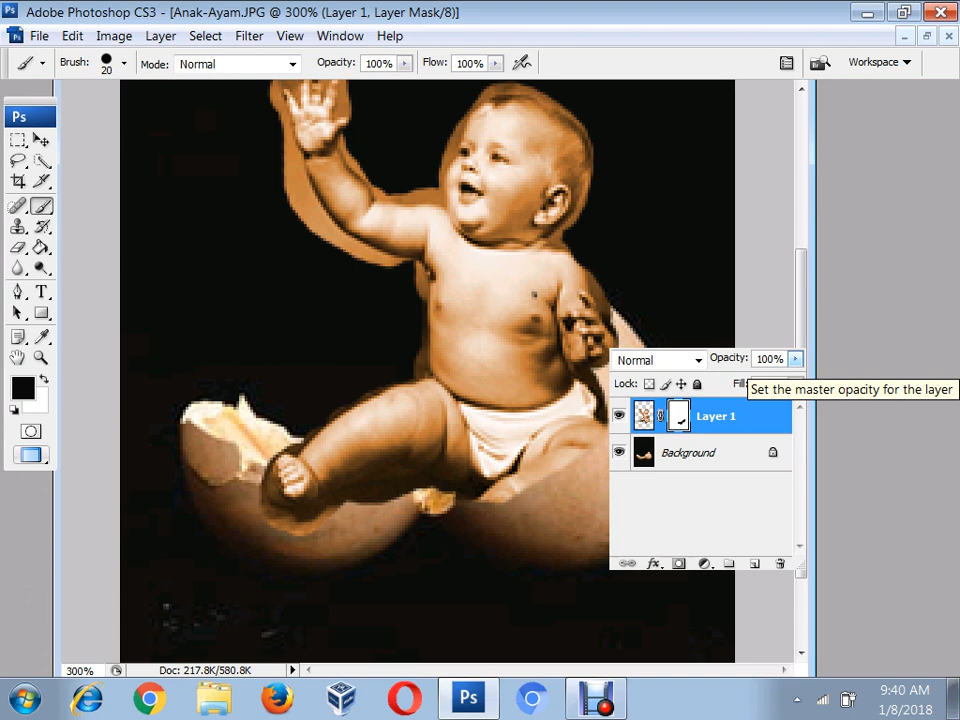 Adobe Photoshop CS3 - [Anak-Ayam.JPG @ 300% (Layer 1, Layer Mask/8)]
File Edit Image Layer Select Filter View Window Help
Brush: 20 Mode: Normal Opacity: 100% Flow: 100% Workspace
Ps
Normal Opacity: 100%
Lock: Fill:
Set the master opacity for the layer
Layer 1
Background
300% Doc: 217.8K/580.8K
Ps
9:40 AM
1/8/2018